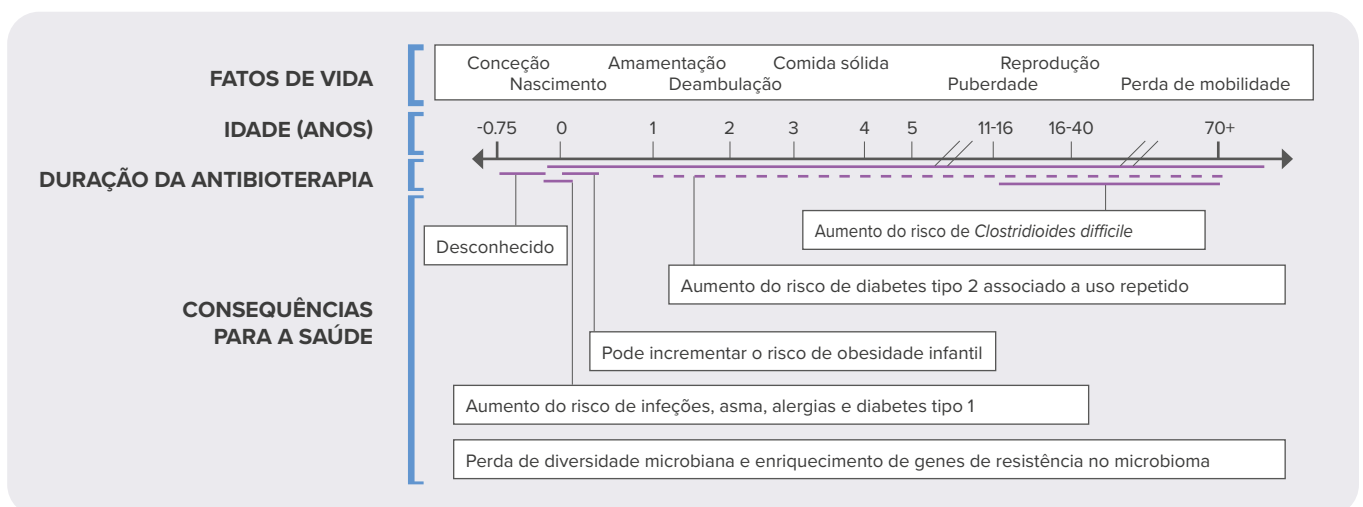 FATOS DE VIDA
Conceção Amamentação Comida sólida Reprodução
Nascimento Deambulação Puberdade Perda de mobilidade
IDADE (ANOS)
-0.75 0 1 2 3 4 5 11-16 16-40 70+
DURAÇÃO DA ANTIBIOTERAPIA
CONSEQUÊNCIAS
PARA A SAÚDE
Aumento do risco de Clostridioides difficile
Desconhecido
Aumento do risco de diabetes tipo 2 associado a uso repetido
Pode incrementar o risco de obesidade infantil
Aumento do risco de infeções, asma, alergias e diabetes tipo 1
Perda de diversidade microbiana e enriquecimento de genes de resistência no microbioma